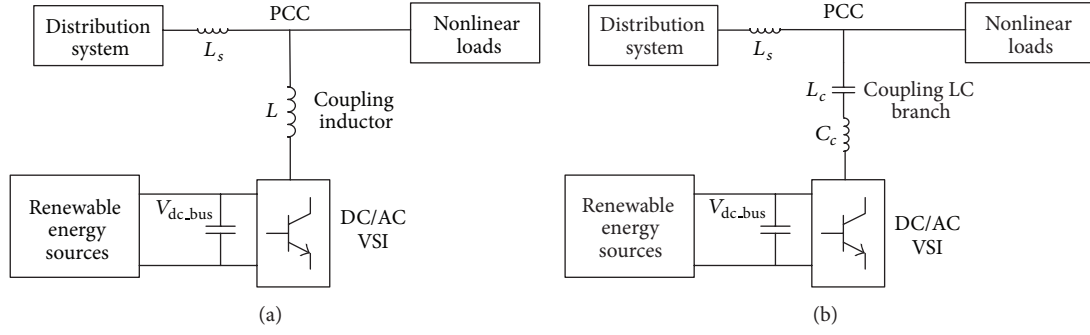 Distribution
system
L_s
PCC
Nonlinear
loads
L
Coupling
inductor
Renewable
energy
sources
V_dc_bus
DC/AC
VSI
(a)
Distribution
system
L_s
PCC
Nonlinear
loads
L_c
Coupling LC
branch
C_c
Renewable
energy
sources
V_dc_bus
DC/AC
VSI
(b)